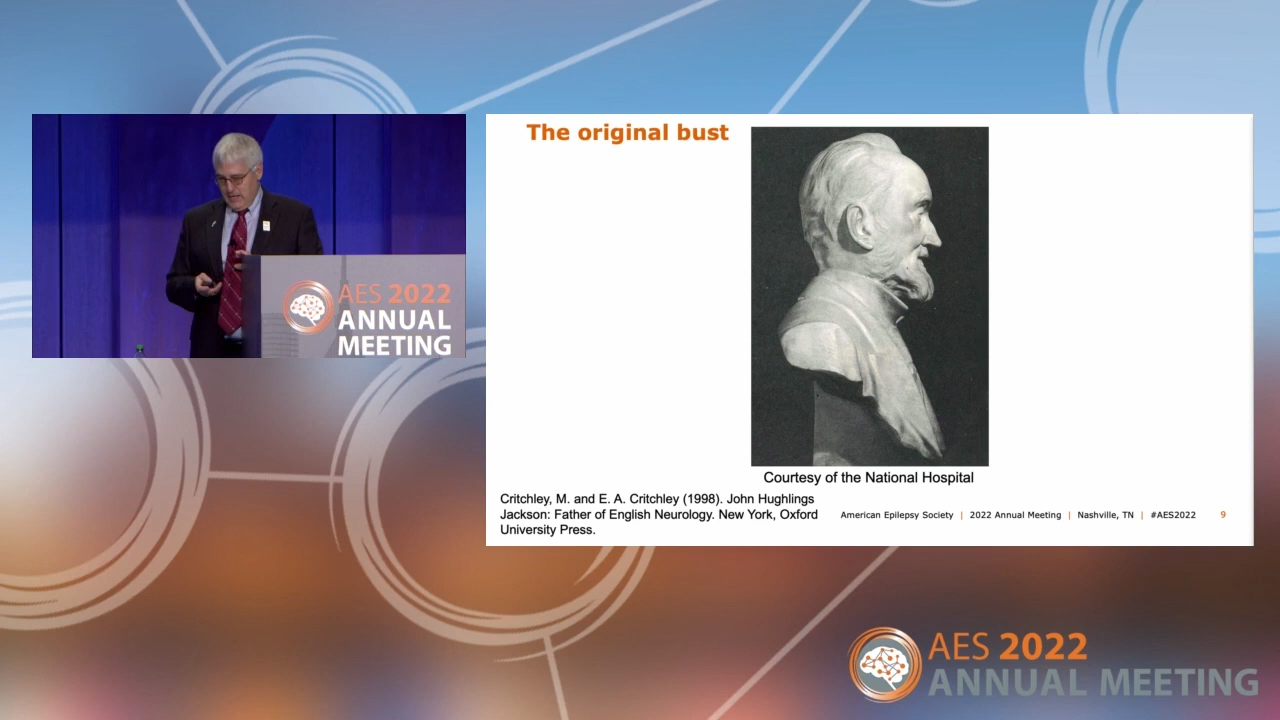 AES 2022
ANNUAL
MEETING
The original bust
Courtesy of the National Hospital
Critchley, M. and E. A. Critchley (1998). John Hughlings
Jackson: Father of English Neurology. New York, Oxford
University Press.
American Epilepsy Society | 2022 Annual Meeting | Nashville, TN | #AES2022 9
AES 2022
ANNUAL MEETING